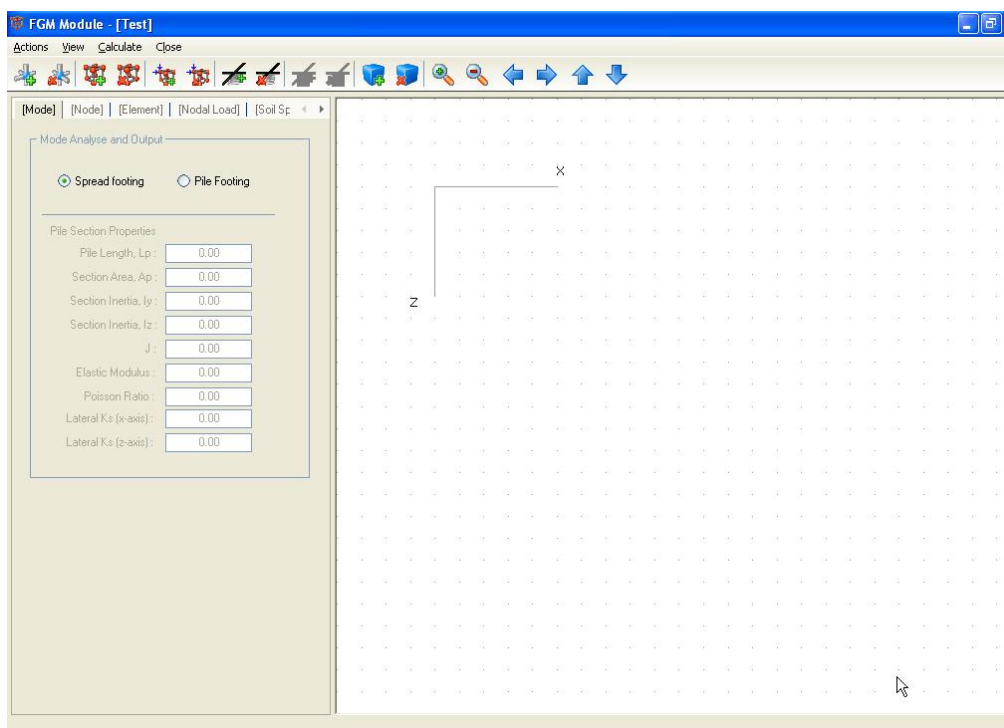 FGM Module - [Test]
Actions View Calculate Close
[Mode] [Node] [Element] [Nodal Load] [Soil Sp
Mode Analyse and Output
Spread footing Pile Footing
Pile Section Properties
Pile Length, Lp : 0.00
Section Area, Ap : 0.00
Section Inertia, Iy : 0.00
Section Inertia, Iz : 0.00
J : 0.00
Elastic Modulus : 0.00
Poisson Ratio : 0.00
Lateral Ks (x-axis) : 0.00
Lateral Ks (z-axis) : 0.00
X
Z